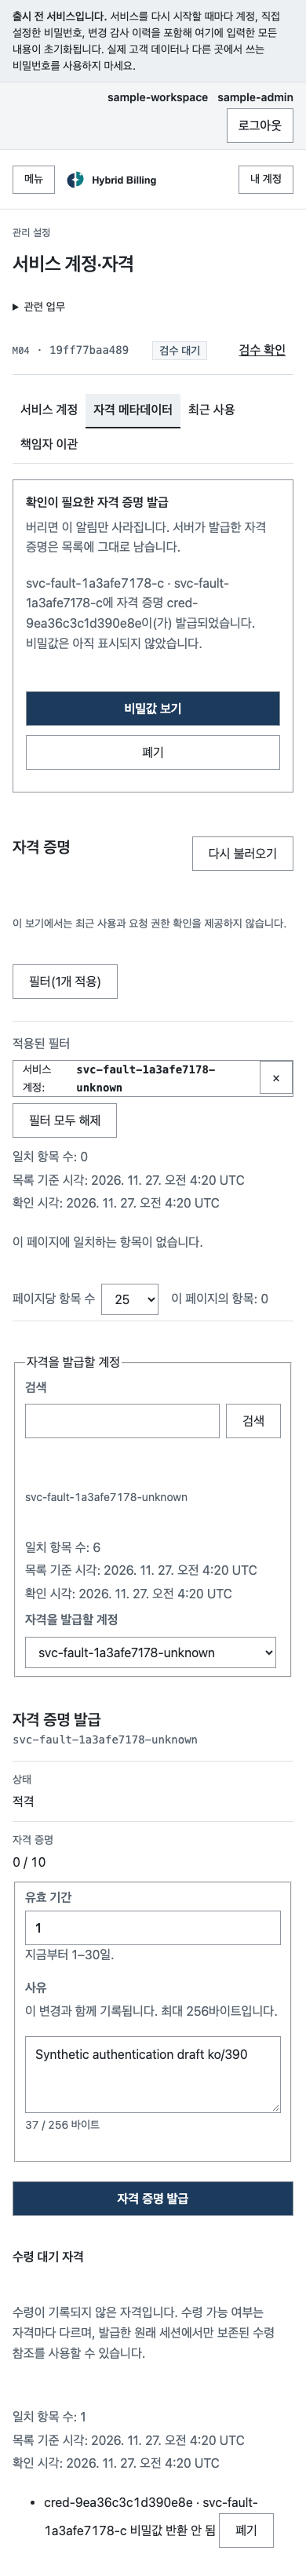 출시 전 서비스입니다. 서비스를 다시 시작할 때마다 계정, 직접
설정한 비밀번호, 변경 감사 이력을 포함해 여기에 입력한 모든
내용이 초기화됩니다. 실제 고객 데이터나 다른 곳에서 쓰는
비밀번호를 사용하지 마세요.
sample-workspace sample-admin
로그아웃
메뉴 Hybrid Billing 내 계정
관리 설정
서비스 계정·자격
▶ 관련 업무
M04 · 19ff77baa489 검수 대기 검수 확인
서비스 계정 자격 메타데이터 최근 사용
책임자 이관
확인이 필요한 자격 증명 발급
버리면 이 알림만 사라집니다. 서버가 발급한 자격
증명은 목록에 그대로 남습니다.
svc-fault-1a3afe7178-c · svc-fault-
1a3afe7178-c에 자격 증명 cred-
9ea36c3c1d390e8e이(가) 발급되었습니다.
비밀값은 아직 표시되지 않았습니다.
비밀값 보기
폐기
자격 증명 다시 불러오기
이 보기에서는 최근 사용과 요청 권한 확인을 제공하지 않습니다.
필터(1개 적용)
적용된 필터
서비스 svc-fault-1a3afe7178-
계정: unknown ×
필터 모두 해제
일치 항목 수: 0
목록 기준 시각: 2026. 11. 27. 오전 4:20 UTC
확인 시각: 2026. 11. 27. 오전 4:20 UTC
이 페이지에 일치하는 항목이 없습니다.
페이지당 항목 수 25 이 페이지의 항목: 0
자격을 발급할 계정
검색
검색
svc-fault-1a3afe7178-unknown
일치 항목 수: 6
목록 기준 시각: 2026. 11. 27. 오전 4:20 UTC
확인 시각: 2026. 11. 27. 오전 4:20 UTC
자격을 발급할 계정
svc-fault-1a3afe7178-unknown
자격 증명 발급
svc-fault-1a3afe7178-unknown
상태
적격
자격 증명
0 / 10
유효 기간
1
지금부터 1–30일.
사유
이 변경과 함께 기록됩니다. 최대 256바이트입니다.
Synthetic authentication draft ko/390
37 / 256 바이트
자격 증명 발급
수령 대기 자격
수령이 기록되지 않은 자격입니다. 수령 가능 여부는
자격마다 다르며, 발급한 원래 세션에서만 보존된 수령
참조를 사용할 수 있습니다.
일치 항목 수: 1
목록 기준 시각: 2026. 11. 27. 오전 4:20 UTC
확인 시각: 2026. 11. 27. 오전 4:20 UTC
• cred-9ea36c3c1d390e8e · svc-fault-
1a3afe7178-c 비밀값 반환 안 됨 폐기